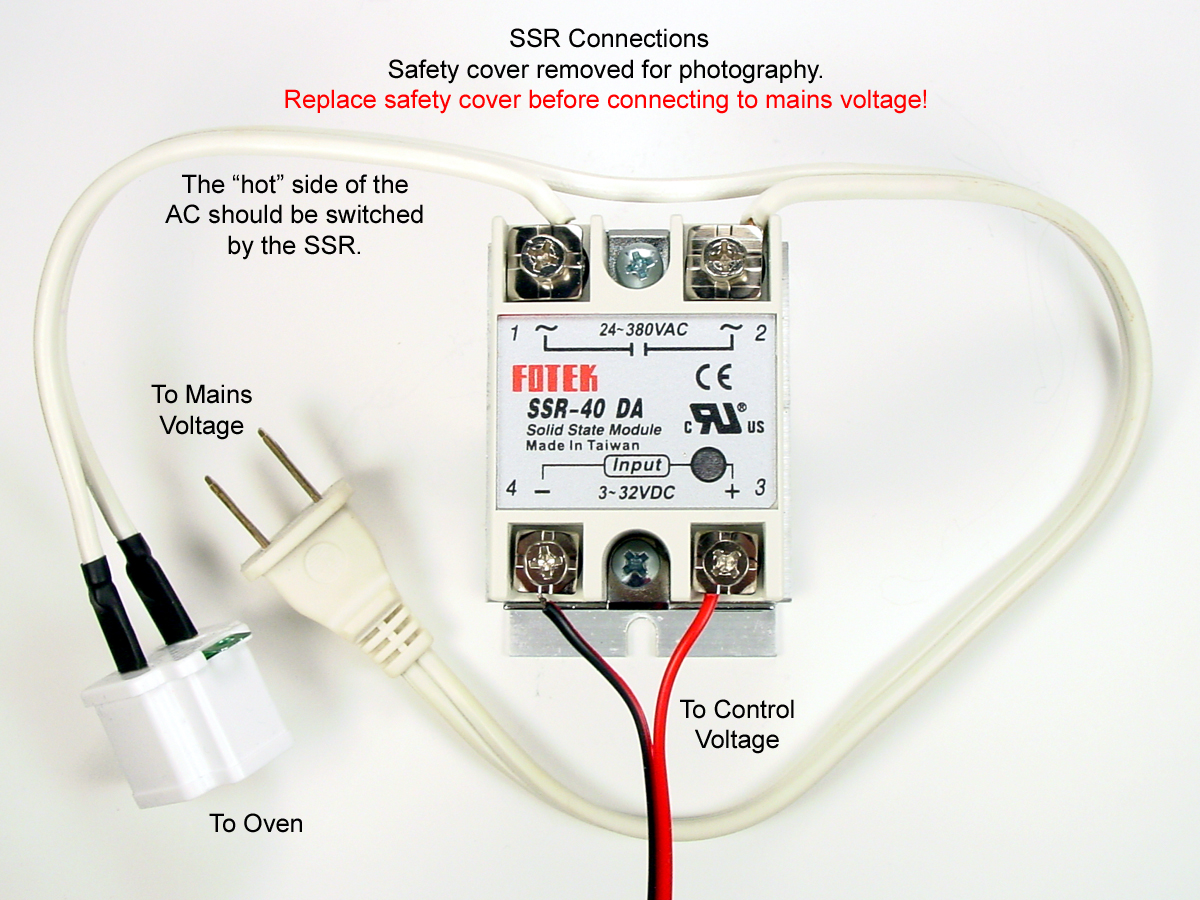 SSR Connections
Safety cover removed for photography.
Replace safety cover before connecting to mains voltage!
The “hot” side of the
AC should be switched
by the SSR.
1 ~ 24~380VAC ~ 2
FOTEK
CE
SSR-40 DA
Solid State Module
Made In Taiwan
c RU® US
Input
4 − 3~32VDC + 3
To Mains
Voltage
To Control
Voltage
To Oven